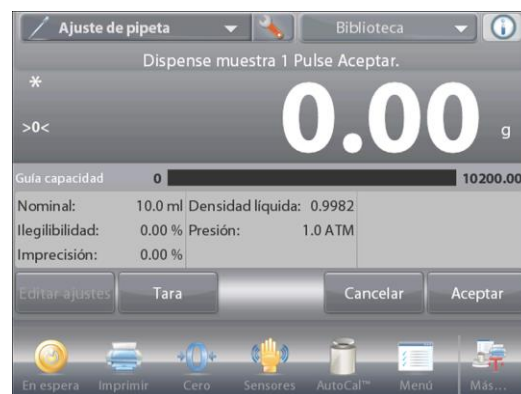 Ajuste de pipeta Biblioteca
Dispense muestra 1 Pulse Aceptar.
*
>0< 0.00 g
Guía capacidad 0 10200.00
Nominal: 10.0 ml Densidad líquida: 0.9982
Ilegilibilidad: 0.00 % Presión: 1.0 ATM
Imprecisión: 0.00 %
Editar ajustes Tara Cancelar Aceptar
En espera Imprimir Cero Sensores AutoCal™ Menú Más...